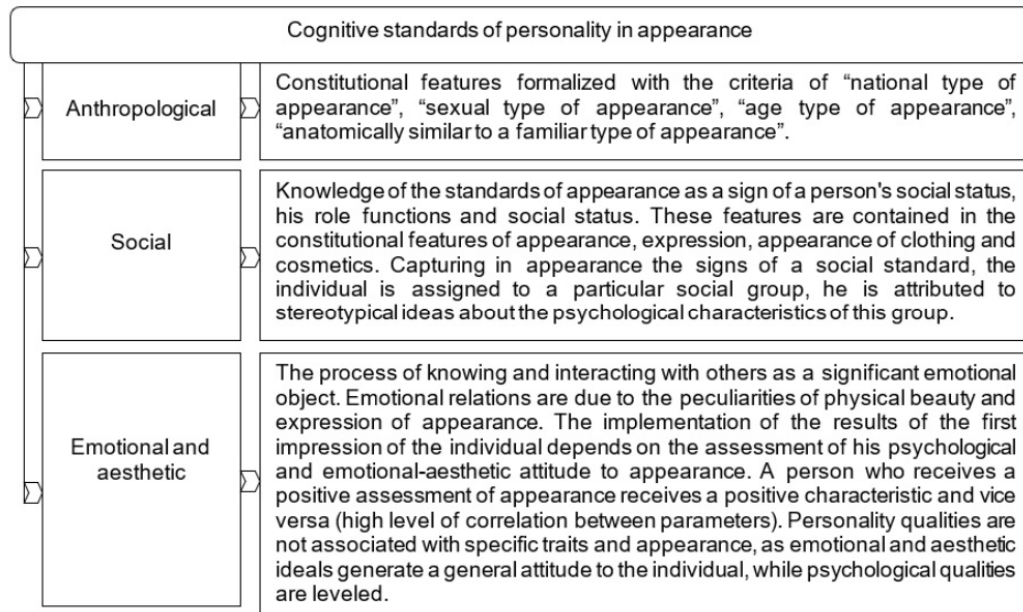 Cognitive standards of personality in appearance
Anthropological
Constitutional features formalized with the criteria of “national type of
appearance”, “sexual type of appearance”, “age type of appearance”,
“anatomically similar to a familiar type of appearance”.
Social
Knowledge of the standards of appearance as a sign of a person's social status,
his role functions and social status. These features are contained in the
constitutional features of appearance, expression, appearance of clothing and
cosmetics. Capturing in appearance the signs of a social standard, the
individual is assigned to a particular social group, he is attributed to
stereotypical ideas about the psychological characteristics of this group.
Emotional and
aesthetic
The process of knowing and interacting with others as a significant emotional
object. Emotional relations are due to the peculiarities of physical beauty and
expression of appearance. The implementation of the results of the first
impression of the individual depends on the assessment of his psychological
and emotional-aesthetic attitude to appearance. A person who receives a
positive assessment of appearance receives a positive characteristic and vice
versa (high level of correlation between parameters). Personality qualities are
not associated with specific traits and appearance, as emotional and aesthetic
ideals generate a general attitude to the individual, while psychological qualities
are leveled.